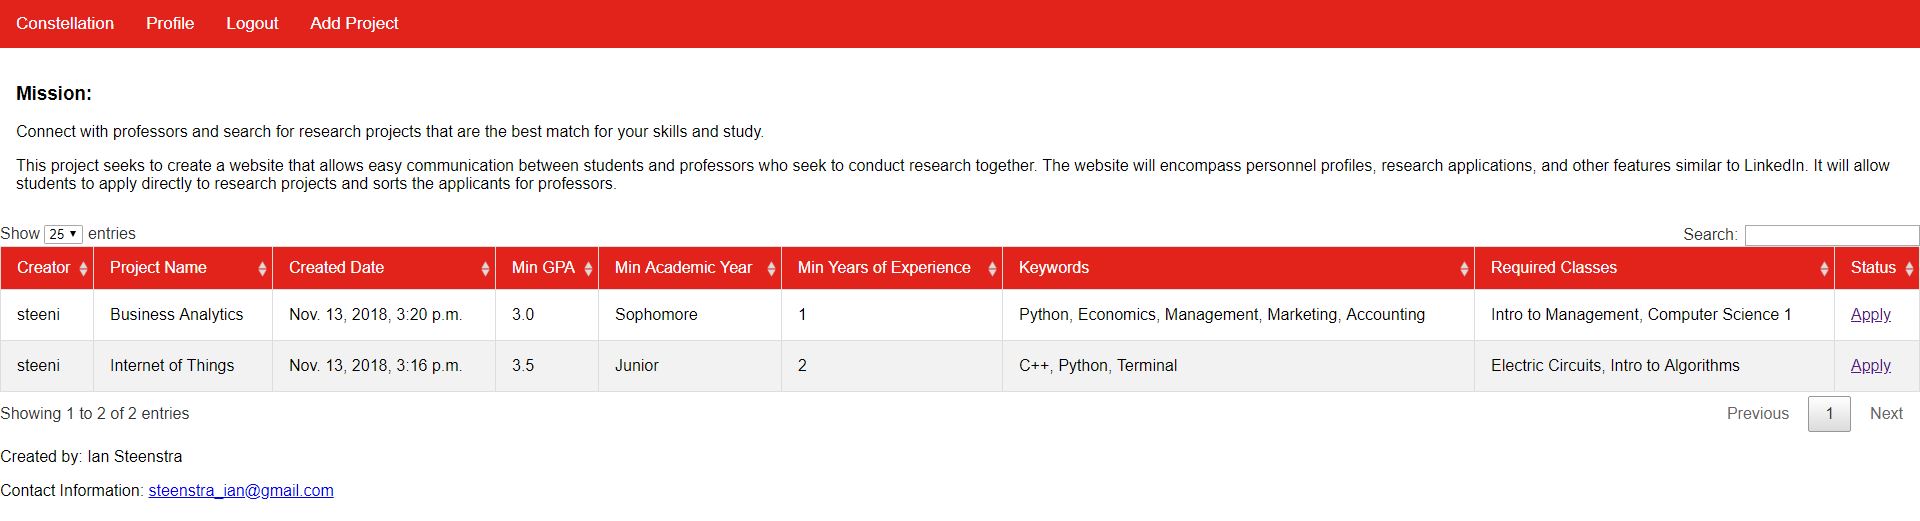 Constellation Profile Logout Add Project
Mission:
Connect with professors and search for research projects that are the best match for your skills and study.
This project seeks to create a website that allows easy communication between students and professors who seek to conduct research together. The website will encompass personnel profiles, research applications, and other features similar to LinkedIn. It will allow
students to apply directly to research projects and sorts the applicants for professors.
Show 25 entries Search:
Creator Project Name Created Date Min GPA Min Academic Year Min Years of Experience Keywords Required Classes Status
steeni Business Analytics Nov. 13, 2018, 3:20 p.m. 3.0 Sophomore 1 Python, Economics, Management, Marketing, Accounting Intro to Management, Computer Science 1 Apply
steeni Internet of Things Nov. 13, 2018, 3:16 p.m. 3.5 Junior 2 C++, Python, Terminal Electric Circuits, Intro to Algorithms Apply
Showing 1 to 2 of 2 entries Previous 1 Next
Created by: Ian Steenstra
Contact Information: steenstra_ian@gmail.com